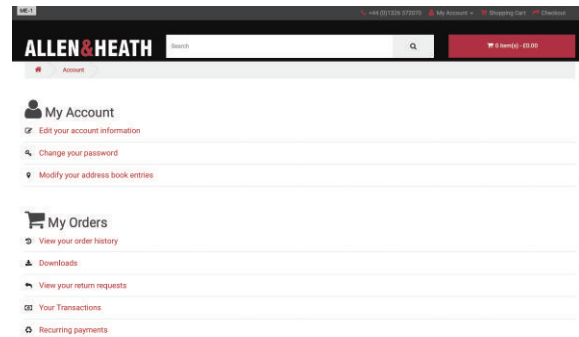 ME-1
+44 (0)1326 372070 My Account Shopping Cart Checkout
ALLEN&HEATH Search 0 item(s) - £0.00
Account
My Account
Edit your account information
Change your password
Modify your address book entries
My Orders
View your order history
Downloads
View your return requests
Your Transactions
Recurring payments